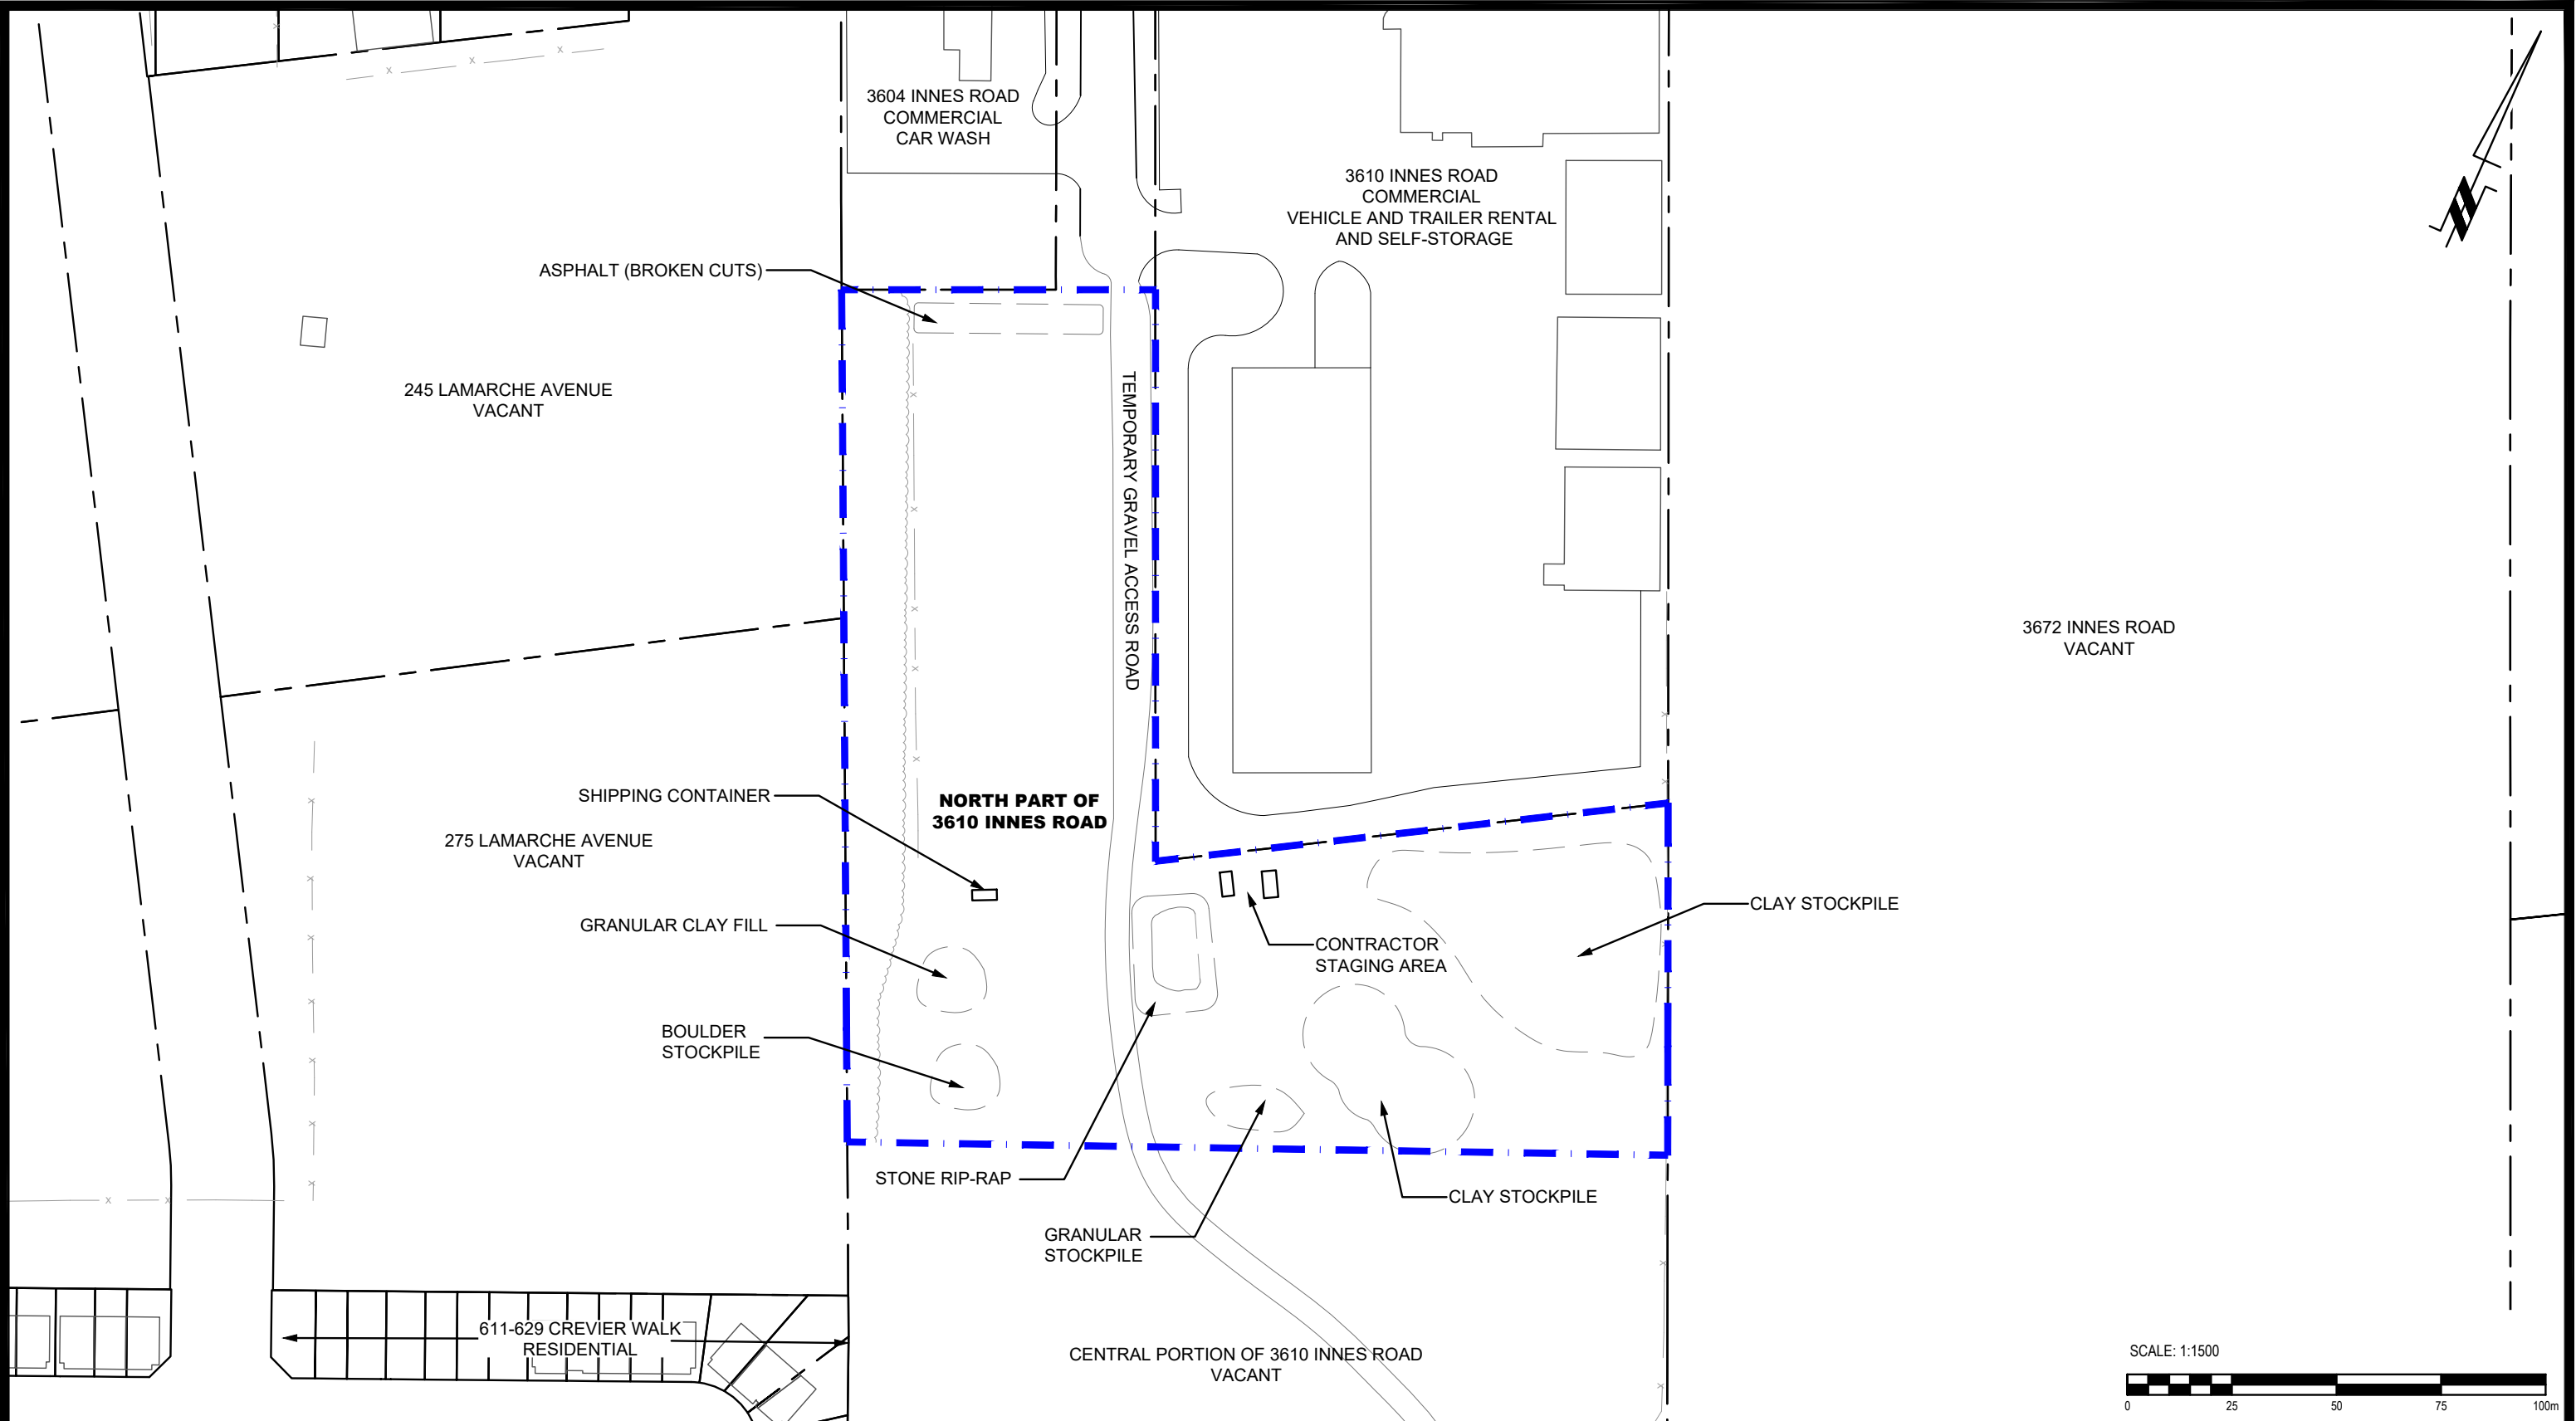 3604 INNES ROAD
COMMERCIAL
CAR WASH
3610 INNES ROAD
COMMERCIAL
VEHICLE AND TRAILER RENTAL
AND SELF-STORAGE
ASPHALT (BROKEN CUTS)
245 LAMARCHE AVENUE
VACANT
TEMPORARY GRAVEL ACCESS ROAD
3672 INNES ROAD
VACANT
SHIPPING CONTAINER
NORTH PART OF
3610 INNES ROAD
275 LAMARCHE AVENUE
VACANT
GRANULAR CLAY FILL
CLAY STOCKPILE
CONTRACTOR
STAGING AREA
BOULDER
STOCKPILE
STONE RIP-RAP
CLAY STOCKPILE
GRANULAR
STOCKPILE
611-629 CREVIER WALK
RESIDENTIAL
CENTRAL PORTION OF 3610 INNES ROAD
VACANT
SCALE: 1:1500
0 25 50 75 100m